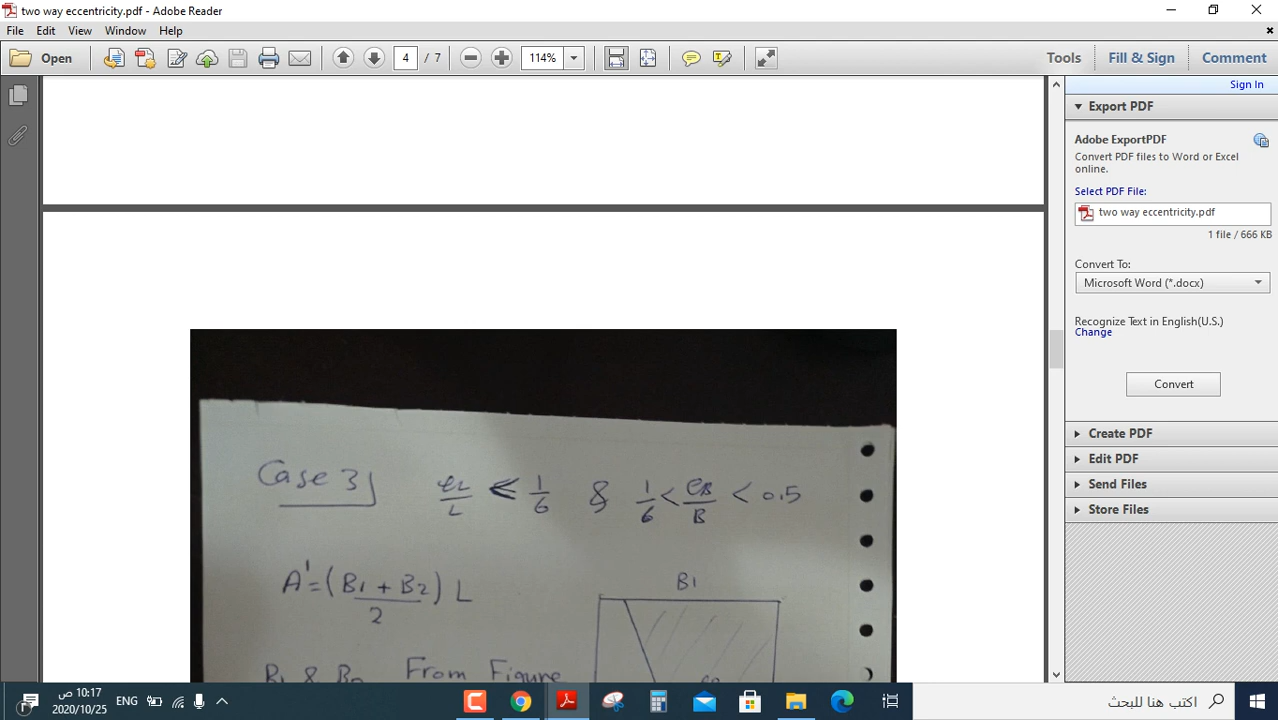 two way eccentricity.pdf - Adobe Reader
File Edit View Window Help
Open 4 / 7 114% Tools Fill & Sign Comment
Sign In
Export PDF
Adobe ExportPDF
Convert PDF files to Word or Excel
online.
Select PDF File:
two way eccentricity.pdf
1 file / 666 KB
Convert To:
Microsoft Word (*.docx)
Recognize Text in English(U.S.)
Change
Convert
Create PDF
Edit PDF
Send Files
Store Files
Case 3 eL/L < 1/6 & 1/6 < eB/B < 0.5
B1
A' = (B1 + B2 / 2) L
B1 & B2 From Figure
ENG 10:17 ص
2020/10/25
اكتب هنا للبحث